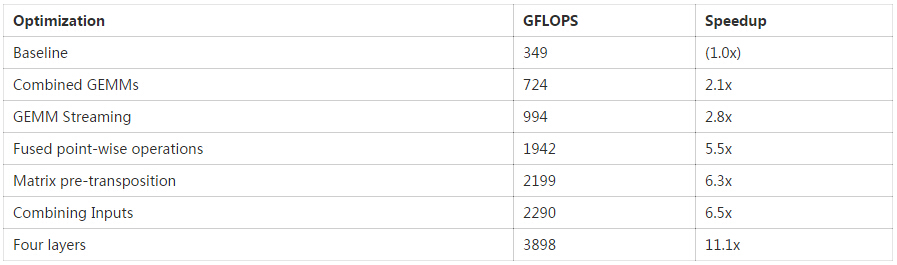 Optimization GFLOPS Speedup
Baseline 349 (1.0x)
Combined GEMMs 724 2.1x
GEMM Streaming 994 2.8x
Fused point-wise operations 1942 5.5x
Matrix pre-transposition 2199 6.3x
Combining Inputs 2290 6.5x
Four layers 3898 11.1x